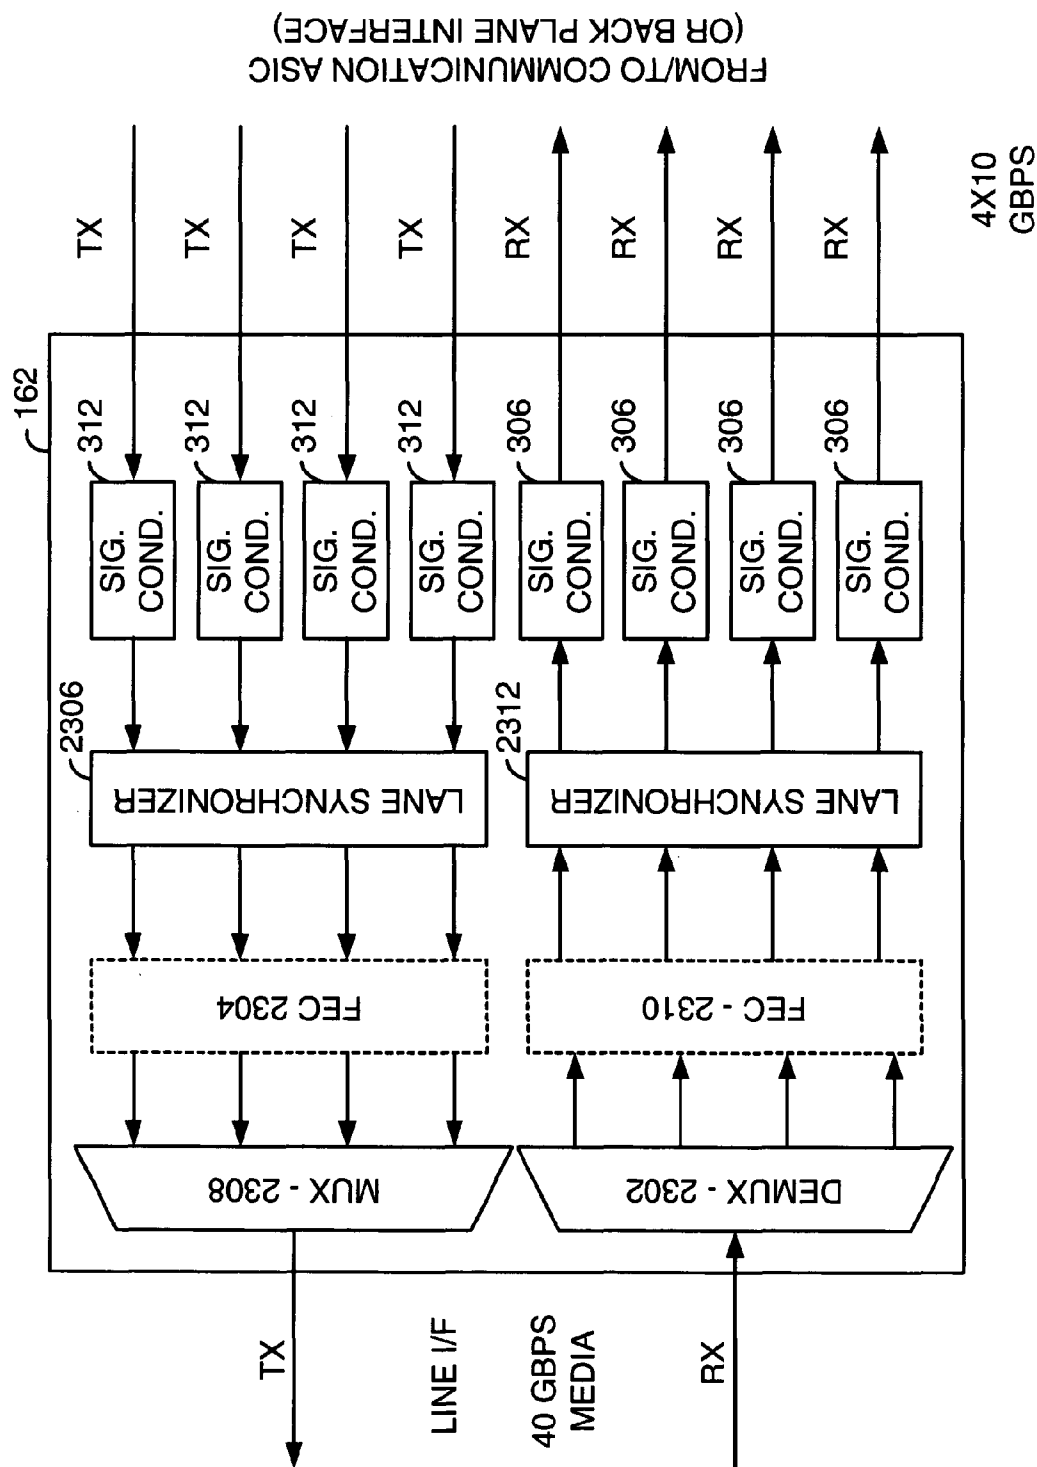 FROM/TO COMMUNICATION ASIC
(OR BACK PLANE INTERFACE)
4X10
GBPS
TX
TX
TX
TX
RX
RX
RX
RX
162
312
312
312
312
306
306
306
306
SIG.
COND.
SIG.
COND.
SIG.
COND.
SIG.
COND.
SIG.
COND.
SIG.
COND.
SIG.
COND.
SIG.
COND.
2306
2312
LANE SYNCHRONIZER
LANE SYNCHRONIZER
FEC 2304
FEC - 2310
MUX - 2308
DEMUX - 2302
TX
LINE I/F
40 GBPS
MEDIA
RX